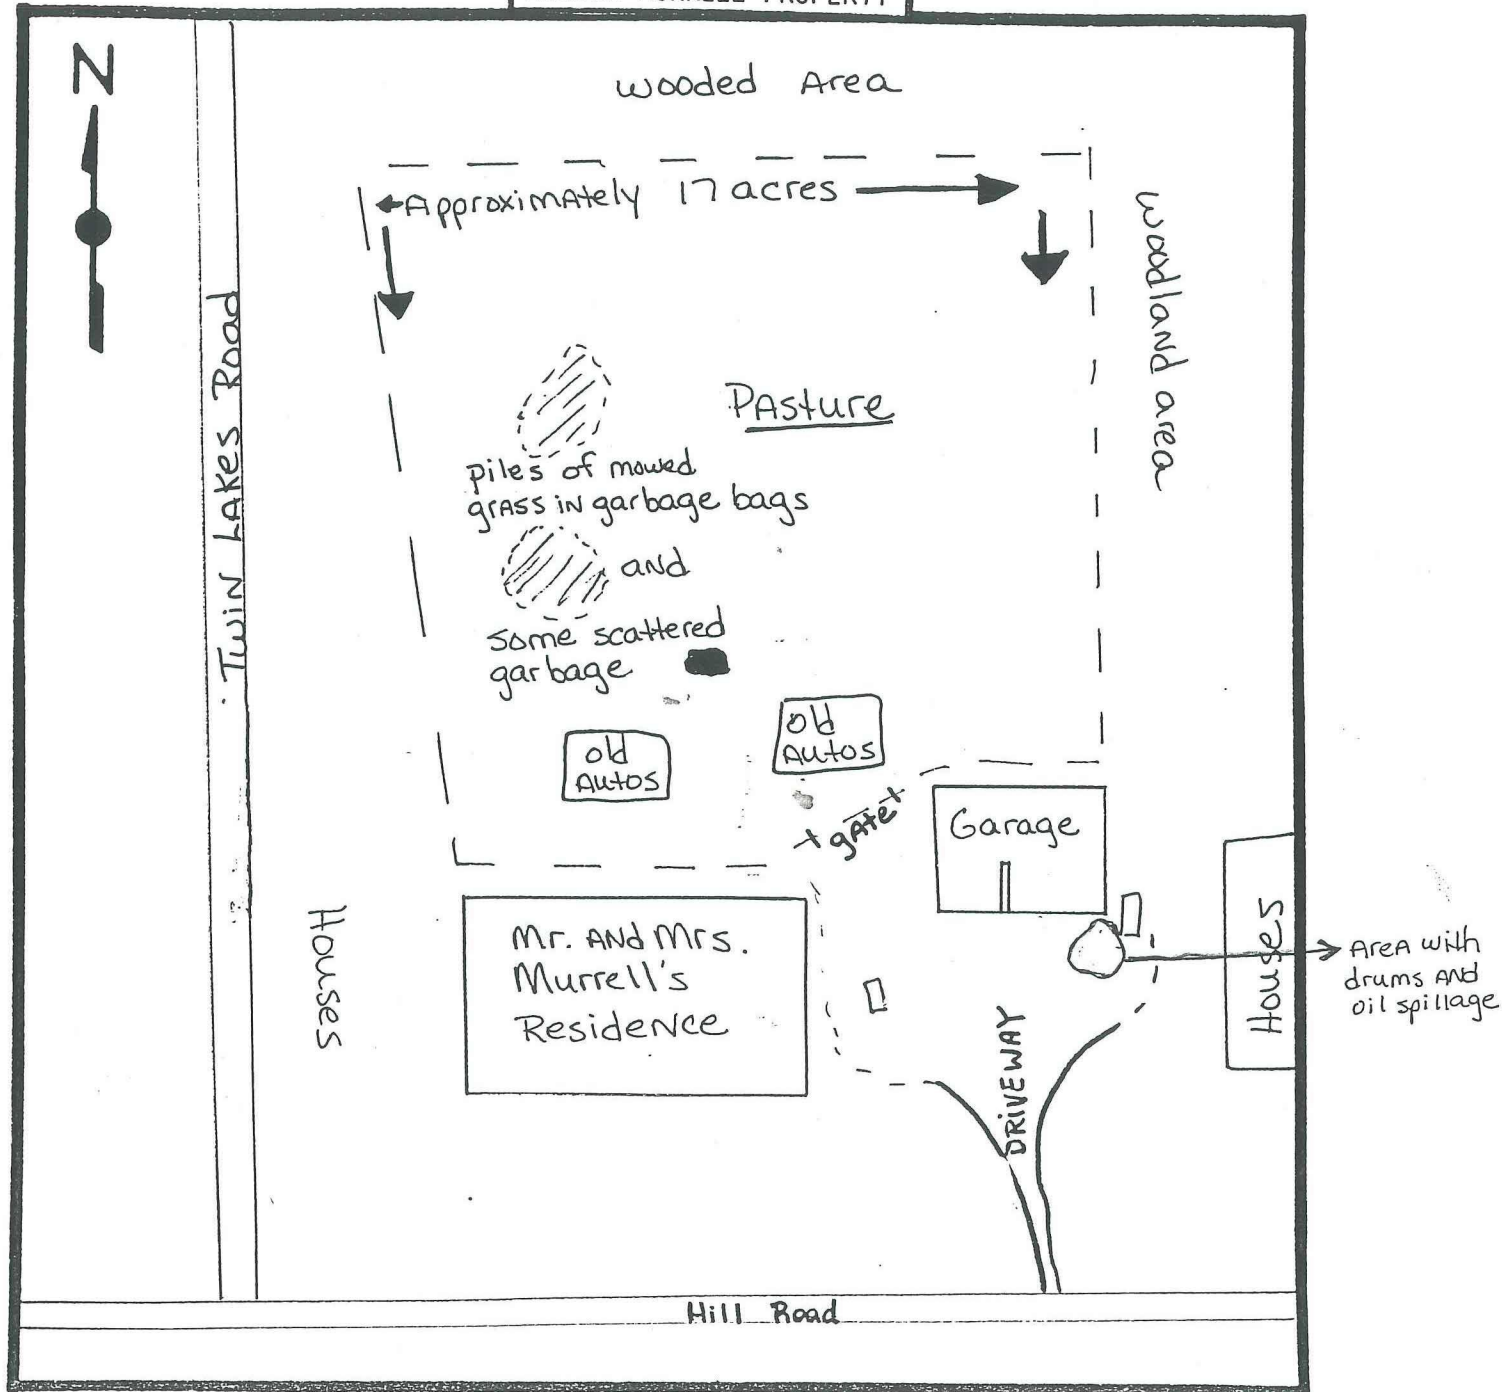 PROPERTY
N
Wooded Area
Approximately 17 acres
Woodland area
Twin Lakes Road
Pasture
piles of mowed
grass in garbage bags
and
some scattered
garbage
old
Autos
old
Autos
gate
Garage
Houses
Mr. and Mrs.
Murrell's
Residence
Houses
Area with
drums and
oil spillage
DRIVEWAY
Hill Road